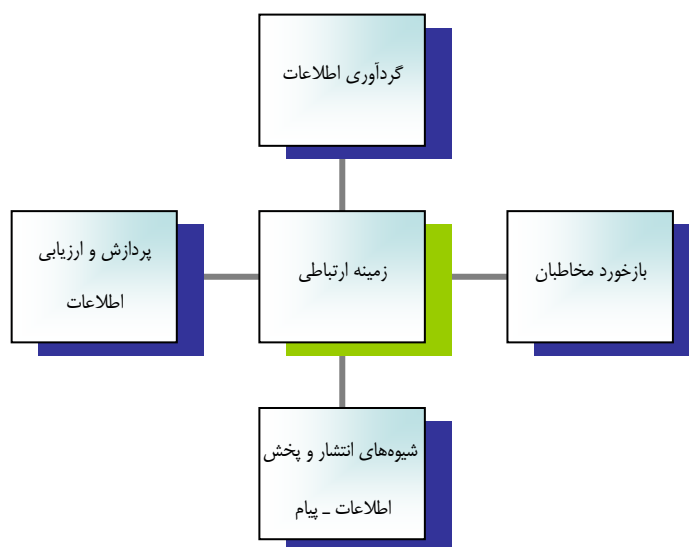 گردآوری اطلاعات
بازخورد مخاطبان
زمینه ارتباطی
پردازش و ارزیابی
اطلاعات
شیوه‌های انتشار و پخش
اطلاعات ـ پیام